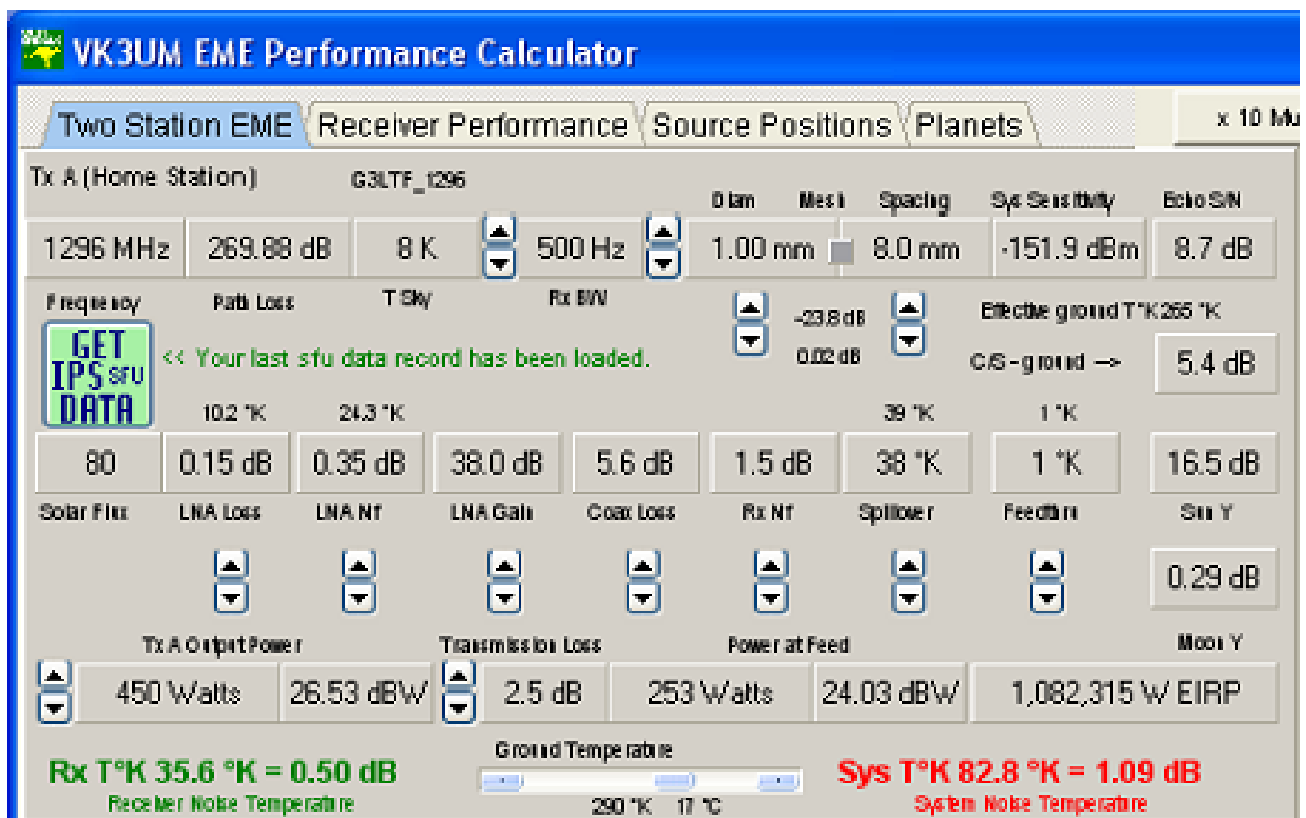 VK3UM EME Performance Calculator
Two Station EME Receiver Performance Source Positions Planets x 10 Mu
Tx A (Home Station) G3LTF_1296
Diam Mesh Spacing Sys Sensitivity Echo S/N
1296 MHz 269.88 dB 8 K 500 Hz 1.00 mm 8.0 mm -151.9 dBm 8.7 dB
Frequency Path Loss T Sky Rx BW -23.8 dB Effective ground T°K 265 °K
GET
IPS SFU
DATA
<< Your last sfu data record has been loaded. 0.02 dB C/S - ground --> 5.4 dB
10.2 °K 24.3 °K 39 °K 1 °K
80 0.15 dB 0.35 dB 38.0 dB 5.6 dB 1.5 dB 38 °K 1 °K 16.5 dB
Solar Flux LNA Loss LNA Nf LNA Gain Coax Loss Rx Nf Spillover Feedthru Sun Y
0.29 dB
Tx A Output Power Transmission Loss Power at Feed Moon Y
450 Watts 26.53 dBW 2.5 dB 253 Watts 24.03 dBW 1,082,315 W EIRP
Rx T°K 35.6 °K = 0.50 dB Ground Temperature Sys T°K 82.8 °K = 1.09 dB
Receiver Noise Temperature 290 °K 17 °C System Noise Temperature